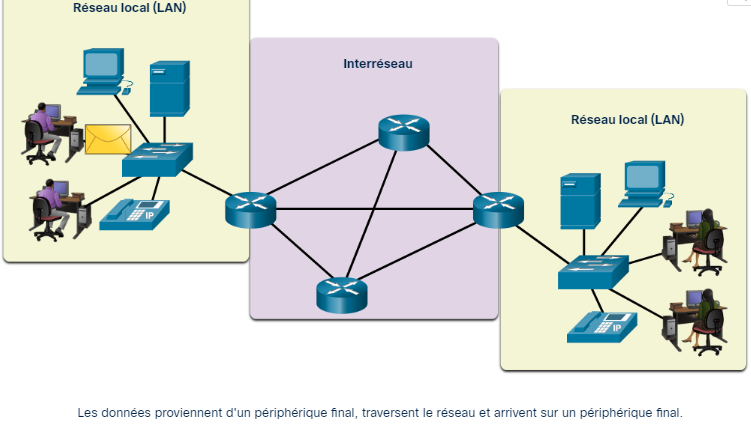 Réseau local (LAN)
Interréseau
Réseau local (LAN)
IP
IP
Les données proviennent d'un périphérique final, traversent le réseau et arrivent sur un périphérique final.